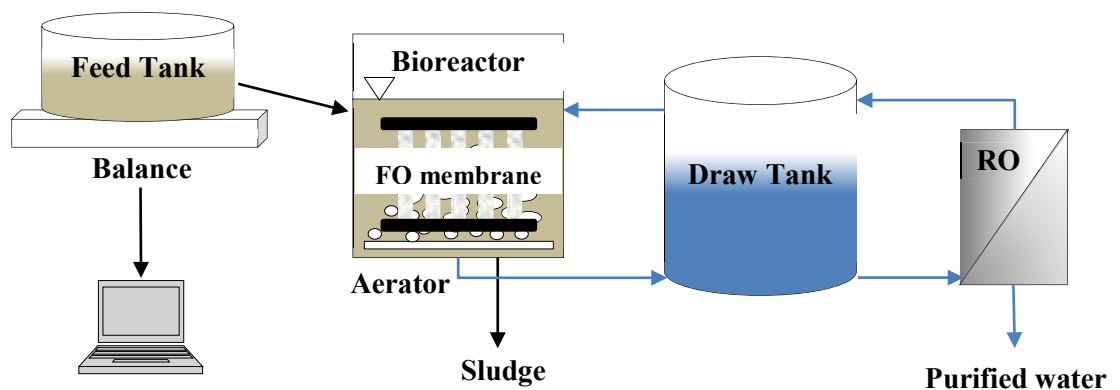 Feed Tank
Balance
Bioreactor
FO membrane
Aerator
Sludge
Draw Tank
RO
Purified water